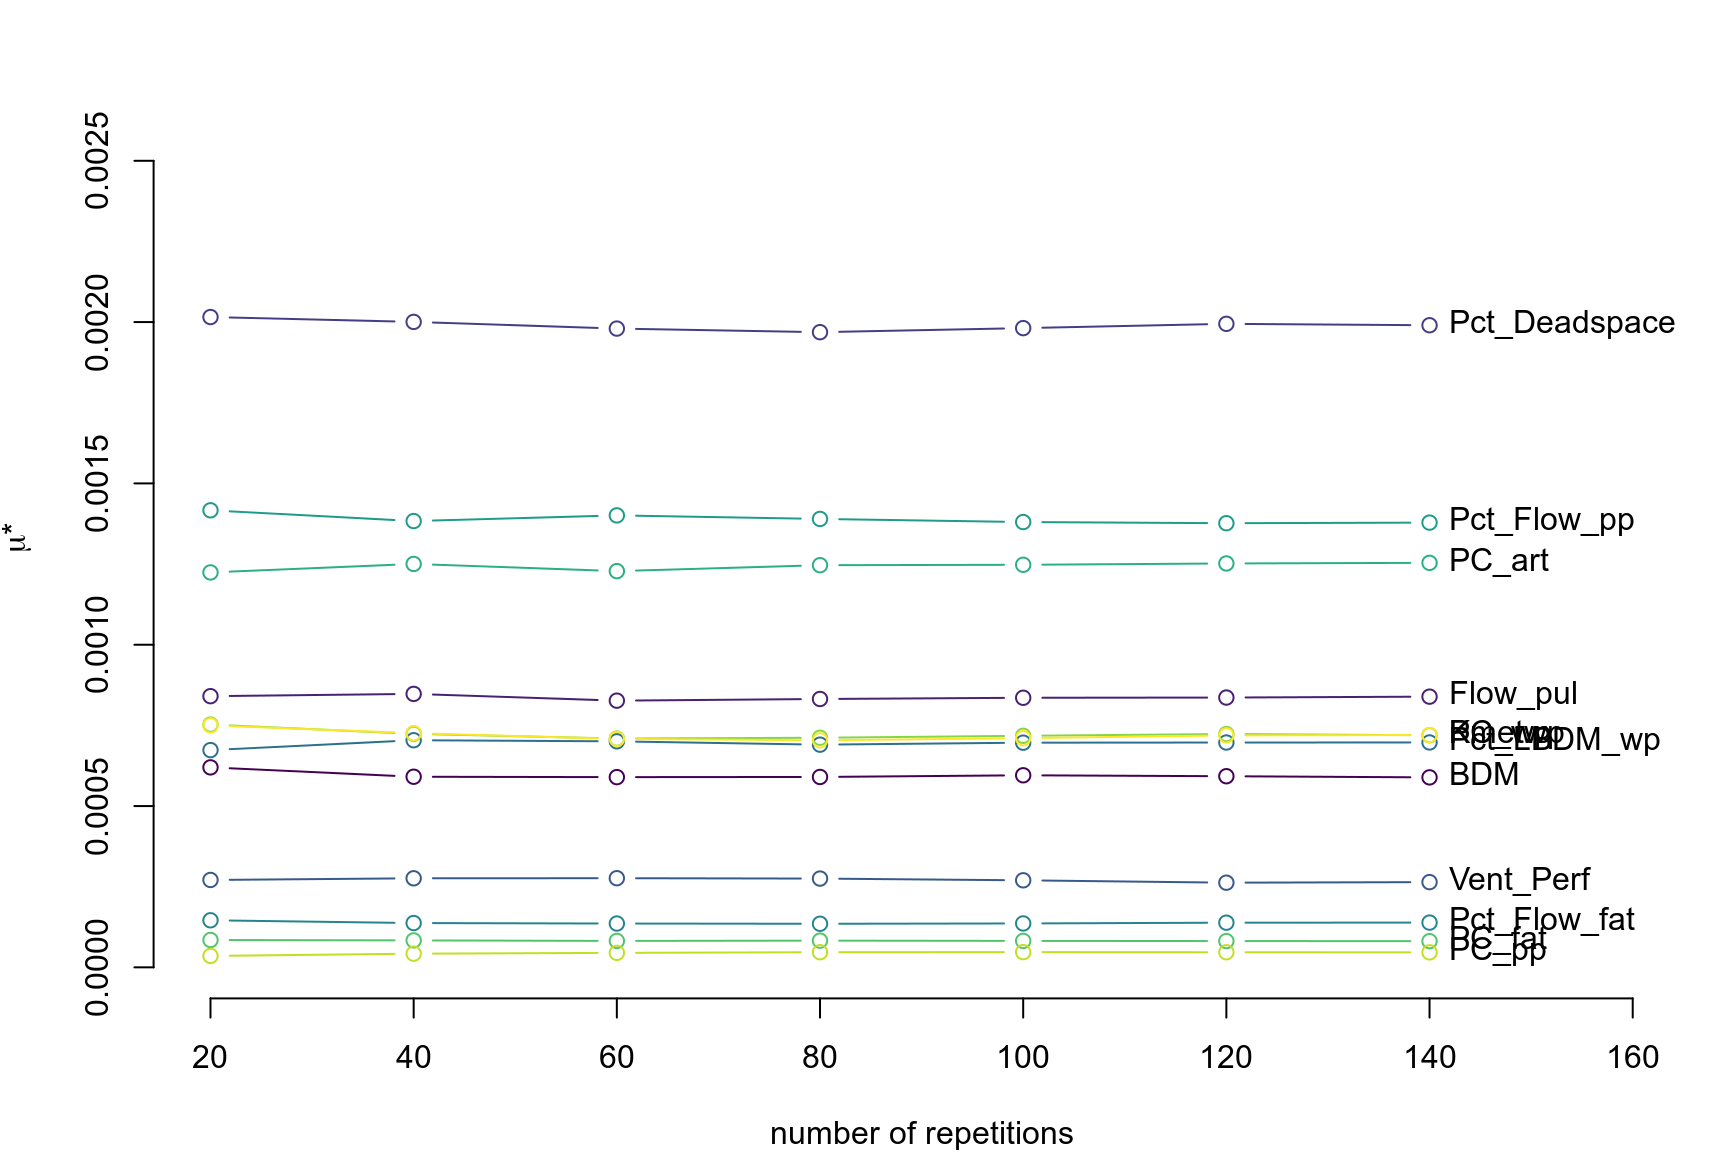 0.0025
0.0020
0.0015
0.0010
0.0005
0.0000
μ*
Pct_Deadspace
Pct_Flow_pp
PC_art
Flow_pul
BDM
Vent_Perf
Pct_Flow_fat
PC_fat
PC_pp
20 40 60 80 100 120 140 160
number of repetitions